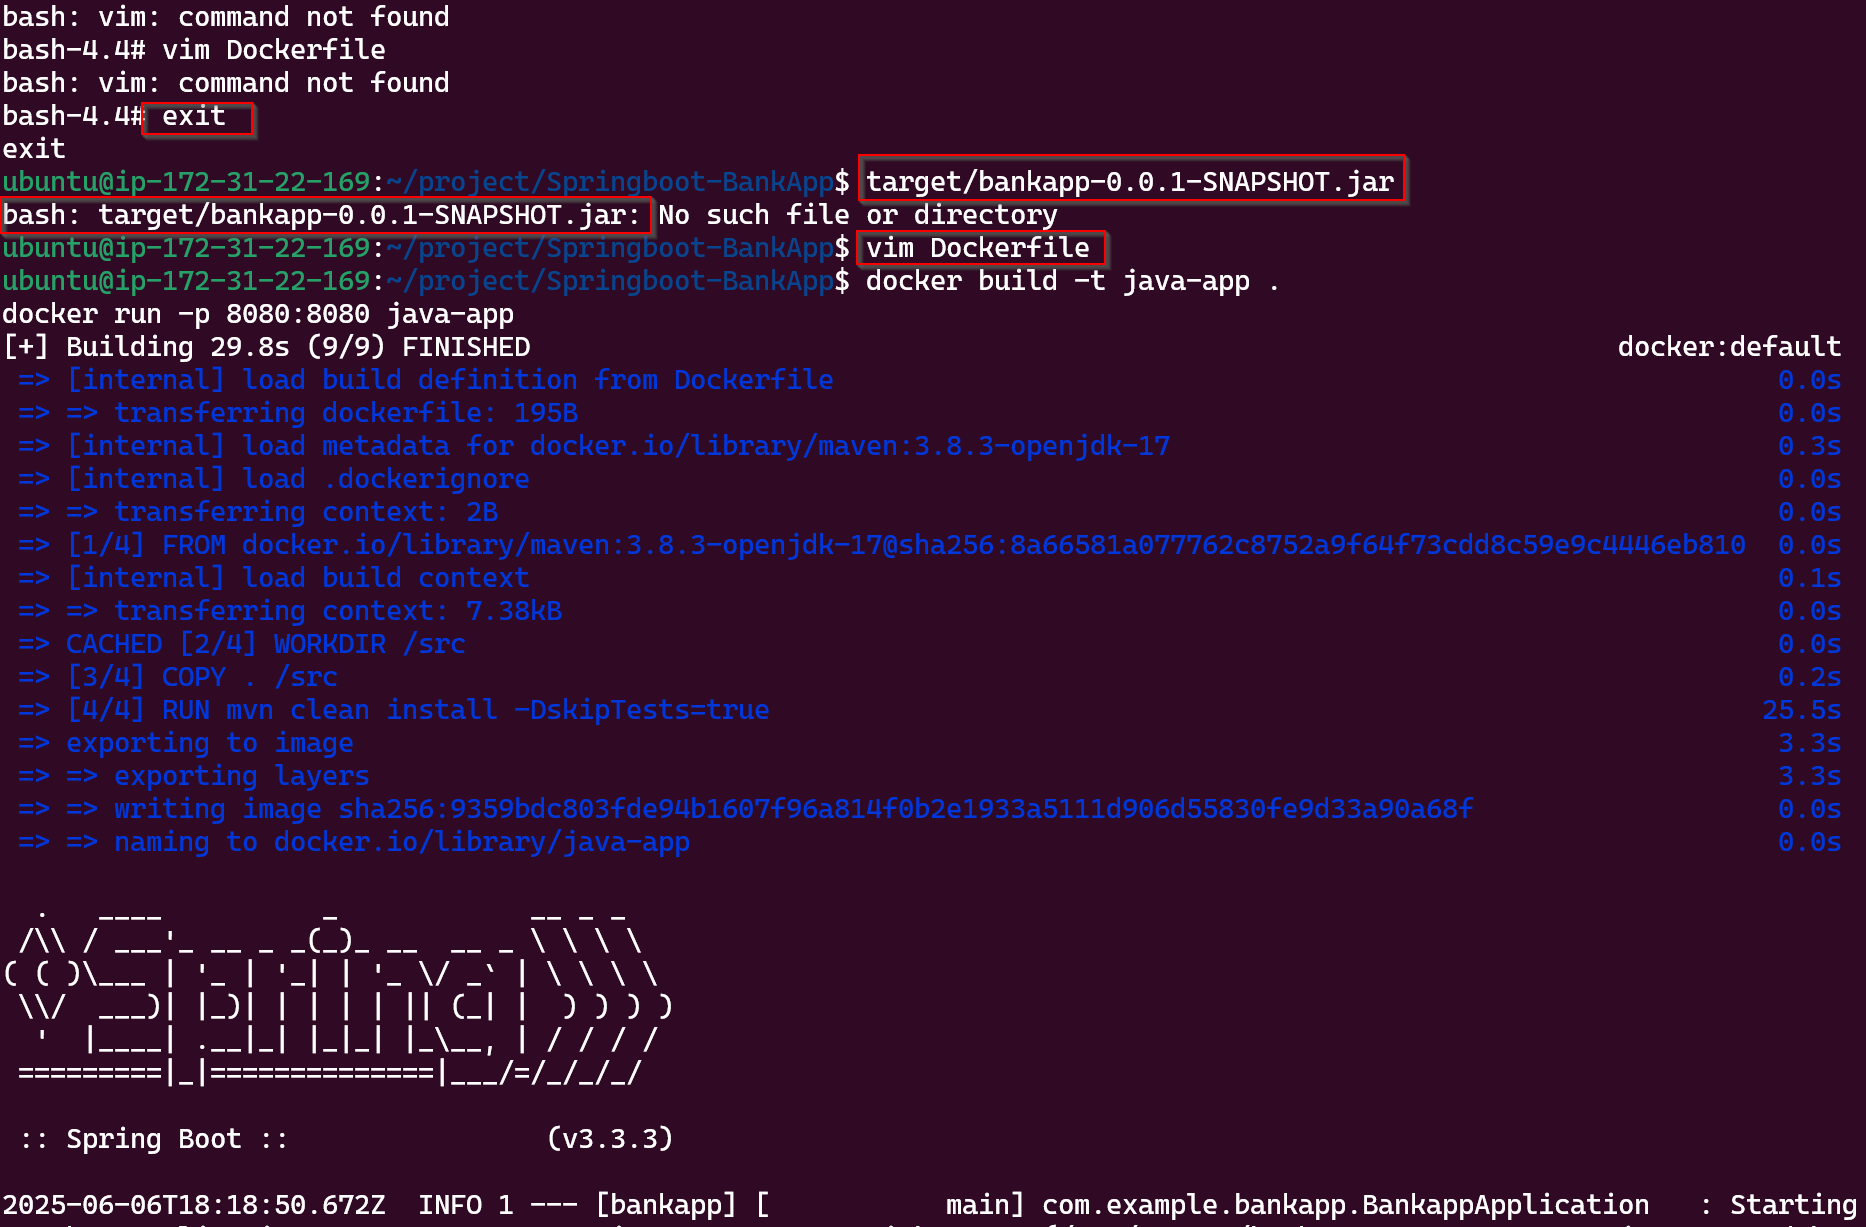 bash: vim: command not found
bash-4.4# vim Dockerfile
bash: vim: command not found
bash-4.4# exit
exit
ubuntu@ip-172-31-22-169:~/project/Springboot-BankApp$ target/bankapp-0.0.1-SNAPSHOT.jar
bash: target/bankapp-0.0.1-SNAPSHOT.jar: No such file or directory
ubuntu@ip-172-31-22-169:~/project/Springboot-BankApp$ vim Dockerfile
ubuntu@ip-172-31-22-169:~/project/Springboot-BankApp$ docker build -t java-app .
docker run -p 8080:8080 java-app
[+] Building 29.8s (9/9) FINISHED docker:default
=> [internal] load build definition from Dockerfile 0.0s
=> => transferring dockerfile: 195B 0.0s
=> [internal] load metadata for docker.io/library/maven:3.8.3-openjdk-17 0.3s
=> [internal] load .dockerignore 0.0s
=> => transferring context: 2B 0.0s
=> [1/4] FROM docker.io/library/maven:3.8.3-openjdk-17@sha256:8a66581a077762c8752a9f64f73cdd8c59e9c4446eb810 0.0s
=> [internal] load build context 0.1s
=> => transferring context: 7.38kB 0.0s
=> CACHED [2/4] WORKDIR /src 0.0s
=> [3/4] COPY . /src 0.2s
=> [4/4] RUN mvn clean install -DskipTests=true 25.5s
=> exporting to image 3.3s
=> => exporting layers 3.3s
=> => writing image sha256:9359bdc803fde94b1607f96a814f0b2e1933a5111d906d55830fe9d33a90a68f 0.0s
=> => naming to docker.io/library/java-app 0.0s
  .   ____          _            __ _ _
 /\\ / ___'_ __ _ _(_)_ __  __ _ \ \ \ \
( ( )\___ | '_ | '_| | '_ \/ _` | \ \ \ \
 \\/  ___)| |_)| | | | | || (_| |  ) ) ) )
  '  |____| .__|_| |_|_| |_\__, | / / / /
 =========|_|==============|___/=/_/_/_/
:: Spring Boot :: (v3.3.3)
2025-06-06T18:18:50.672Z INFO 1 --- [bankapp] [ main] com.example.bankapp.BankappApplication : Starting